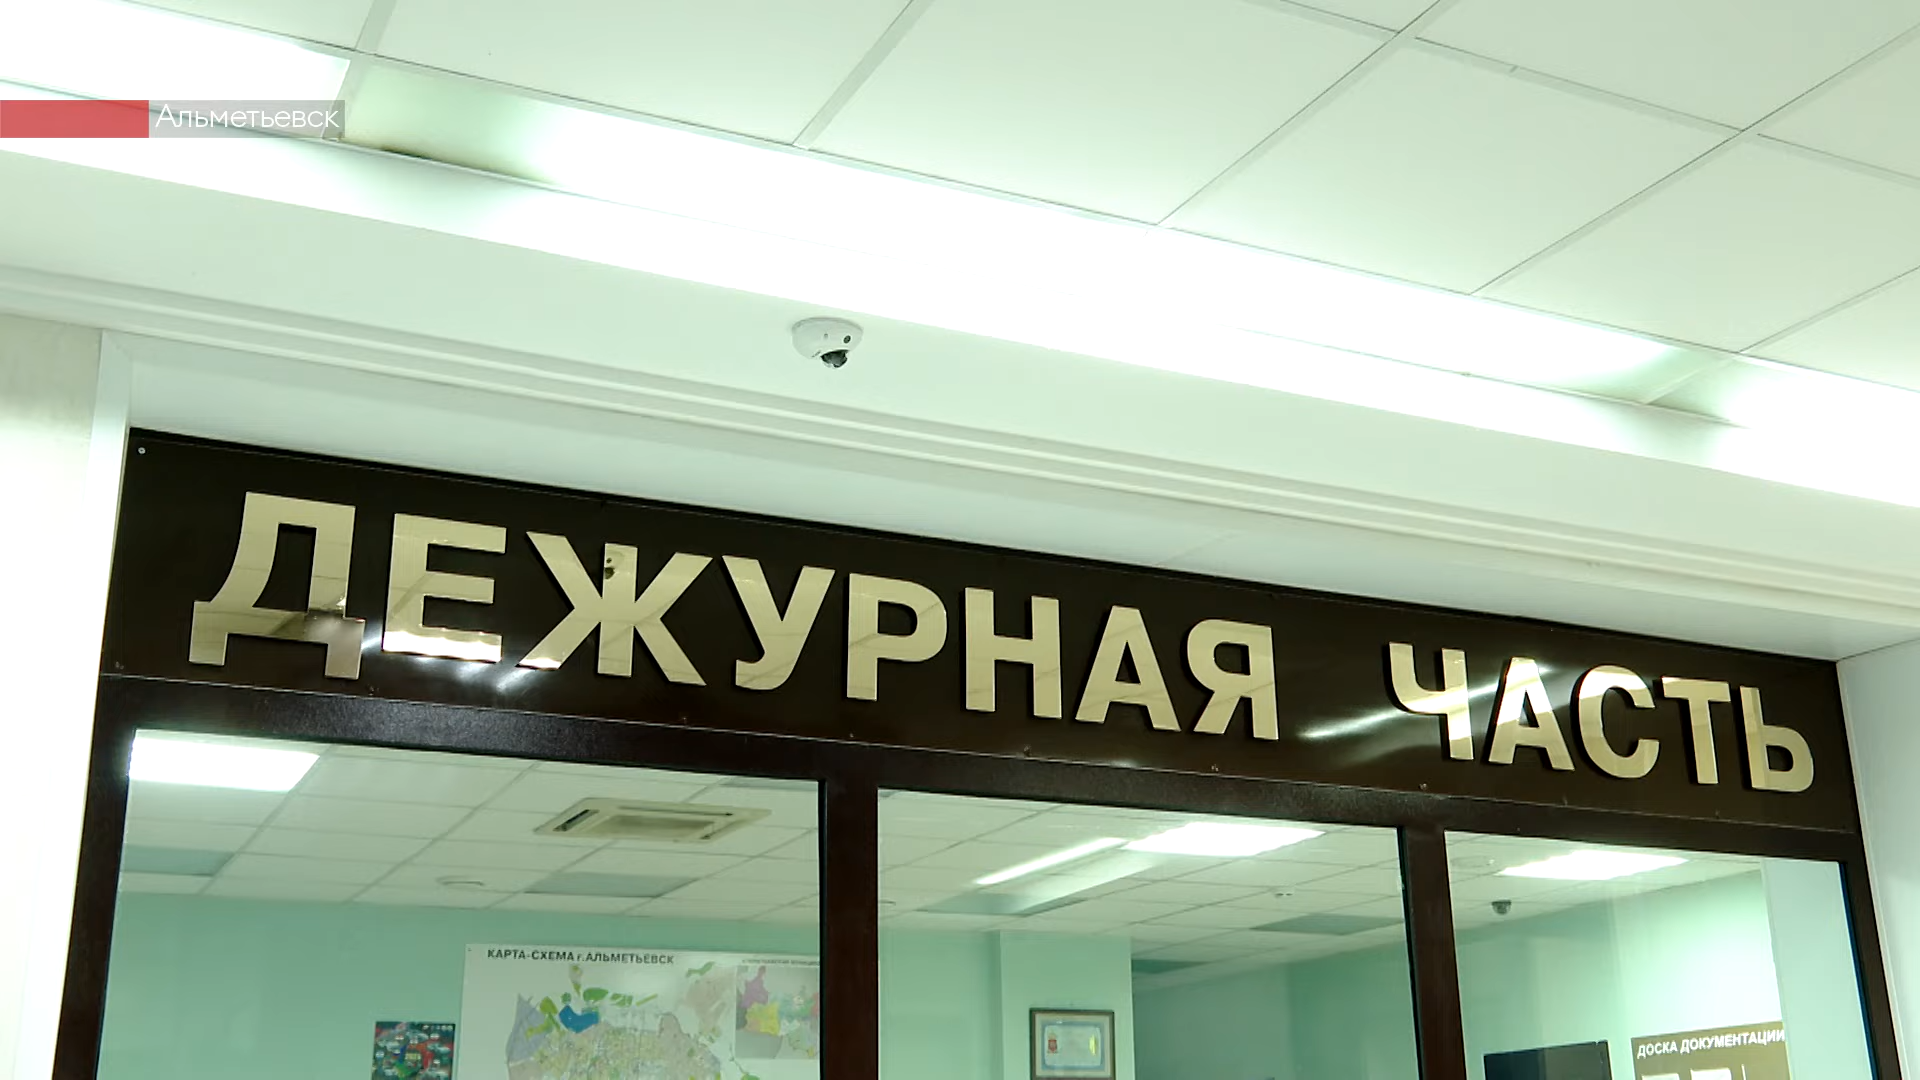 Альметьевск
ДЕЖУРНАЯ ЧАСТЬ
КАРТА-СХЕМА г.АЛЬМЕТЬЕВСК
ДОСКА ДОКУМЕНТАЦИИ